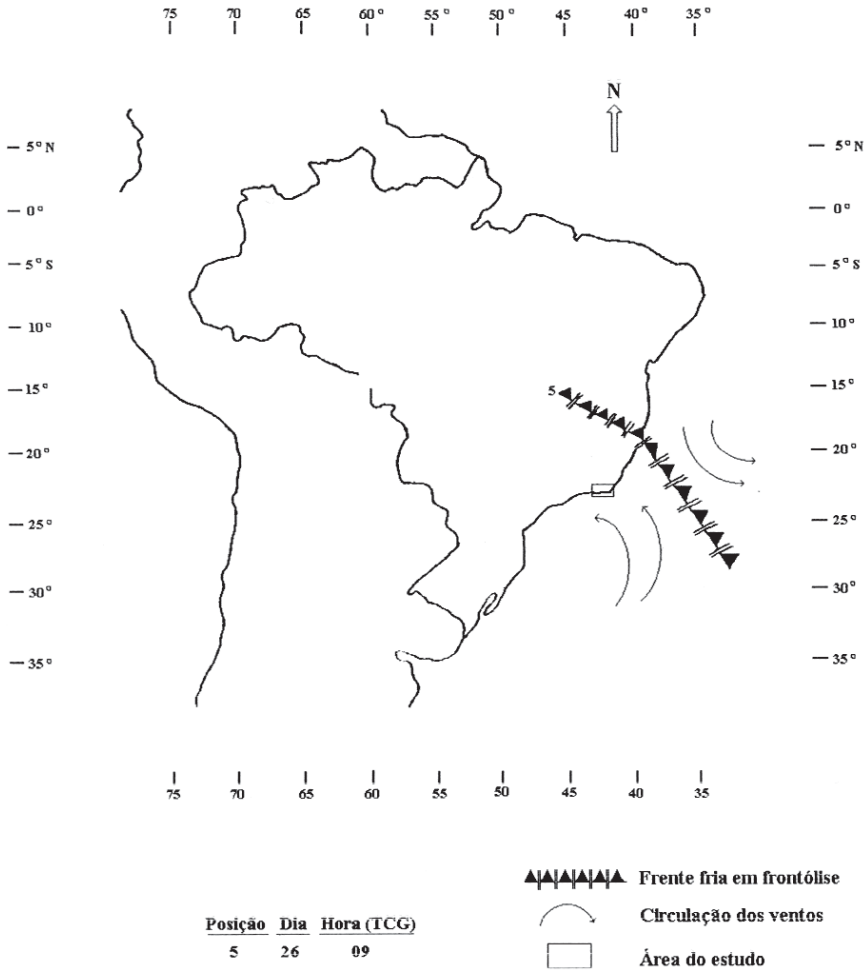 75 70 65 60° 55° 50° 45° 40° 35°
N
5°N 5°N
0° 0°
5°S 5°S
10° 10°
15° 15°
5
20° 20°
25° 25°
30° 30°
35° 35°
75 70 65 60 55 50 45 40 35
Frente fria em frontólise
Circulação dos ventos
Área do estudo
Posição Dia Hora (TCG)
5 26 09